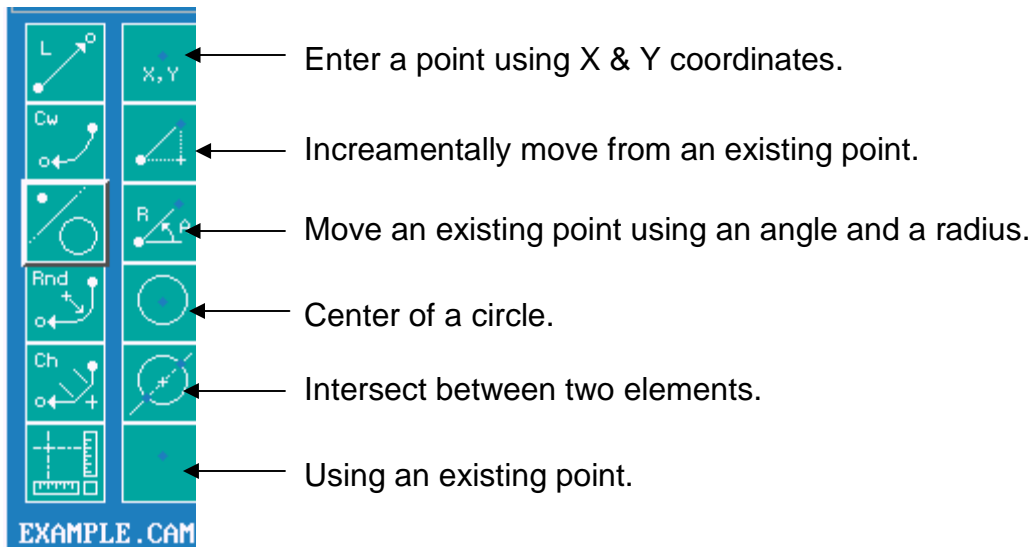 L
X,Y
Enter a point using X & Y coordinates.
Cw
Increamentally move from an existing point.
R A
Move an existing point using an angle and a radius.
Rnd
Center of a circle.
Ch
Intersect between two elements.
Using an existing point.
EXAMPLE.CAM